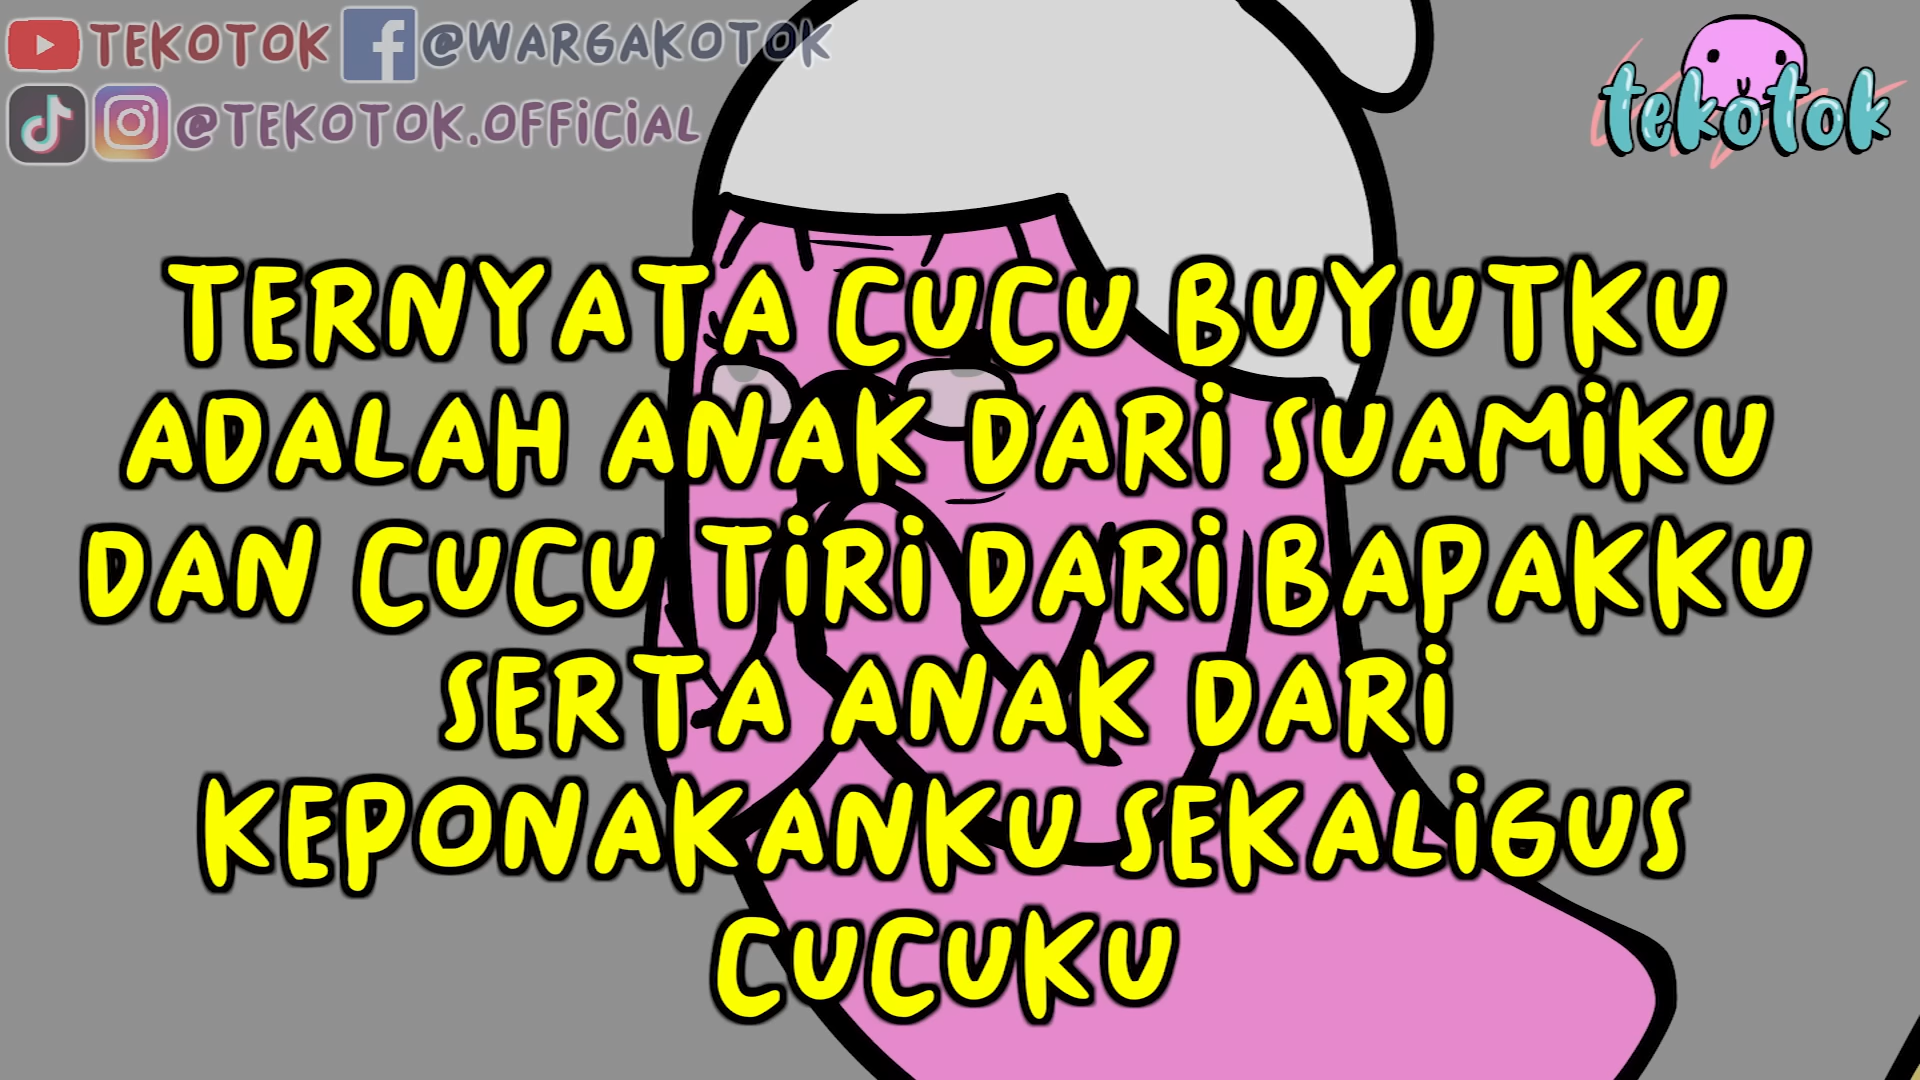 TEKOTOK @WARGAKOTOK
@TEKOTOK.OFFiCiAL
tekotok
TERNYATA CUCU BUYUTKU
ADALAH ANAK DARi SUAMiKU
DAN CUCU TiRi DARi BAPAKKU
SERTA ANAK DARi
KEPONAKANKU SEKALiGUS
CUCUKU